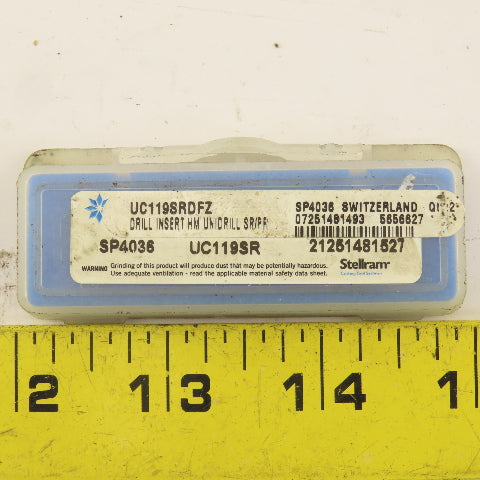 UC119SRDFZ
DRILL INSERT HM UNIDRILL SR/PR
SP4036 SWITZERLAND
07251481493 5656627
SP4036 UC119SR 21251481527
WARNING Grinding of this product will produce dust that may be potentially hazardous.
Use adequate ventilation - read the applicable material safety data sheet.
Stellram
12 13 14 1